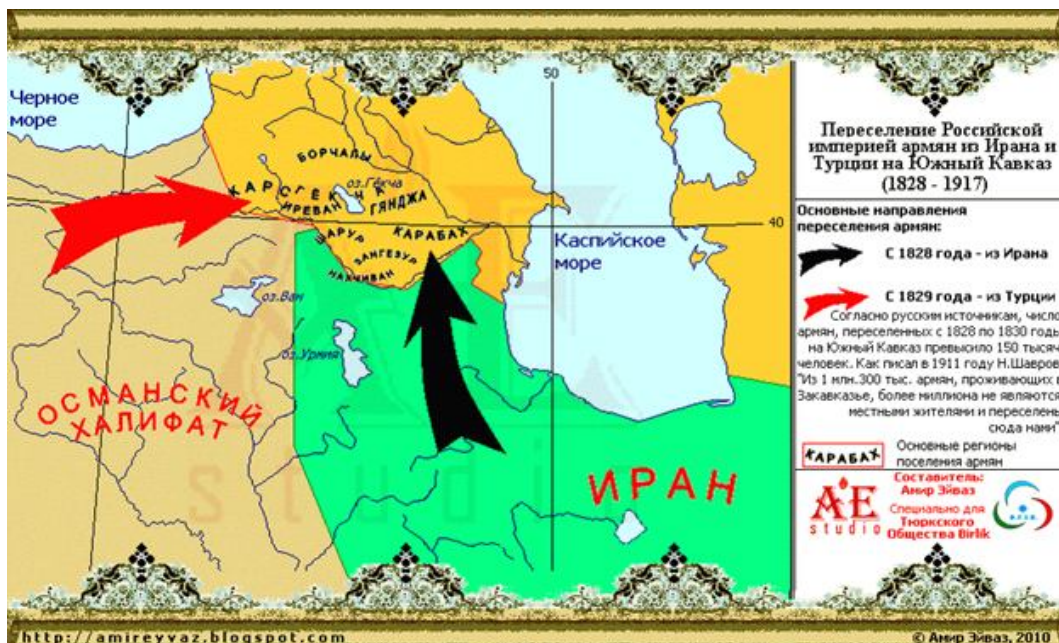 Черное
море
50
БОРЧАЛЫ
КАРС
ГЁКЧА
оз.Гёкча
ИРЕВАН
ГЯНДЖА
40
ШАРУР
КАРАБАХ
ЗАНГЕЗУР
НАХЧИВАН
Каспийское
море
оз.Ван
оз.Урмия
ОСМАНСКИЙ
ХАЛИФАТ
ИРАН
studio
Переселение Российской
империей армян из Ирана и
Турции на Южный Кавказ
(1828 - 1917)
Основные направления
переселения армян:
С 1828 года - из Ирана
С 1829 года - из Турции
Согласно русским источникам, число
армян, переселенных с 1828 по 1830 годы
на Южный Кавказ превысило 150 тысяч
человек. Как писал в 1911 году Н.Шавров
"Из 1 млн.300 тыс. армян, проживающих
Закавказье, более миллиона не являются
местными жителями и переселены
сюда нами"
КАРАБАХ
Основные регионы
поселения армян
AE
studio
Составитель:
Амир Эйваз
Специально для
Тюркского
Общества Birlik
http://amireyvaz.blogspot.com
© Амир Эйваз, 2010